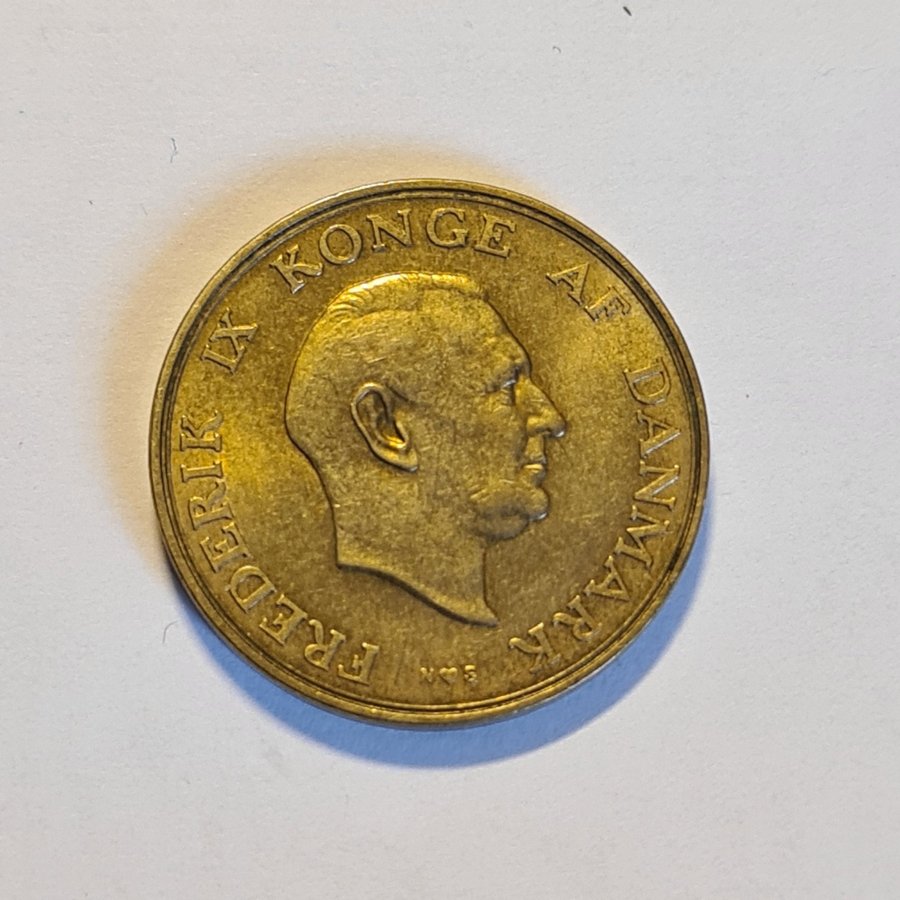 FREDERIK IX KONGE AF DANMARK
N♥S